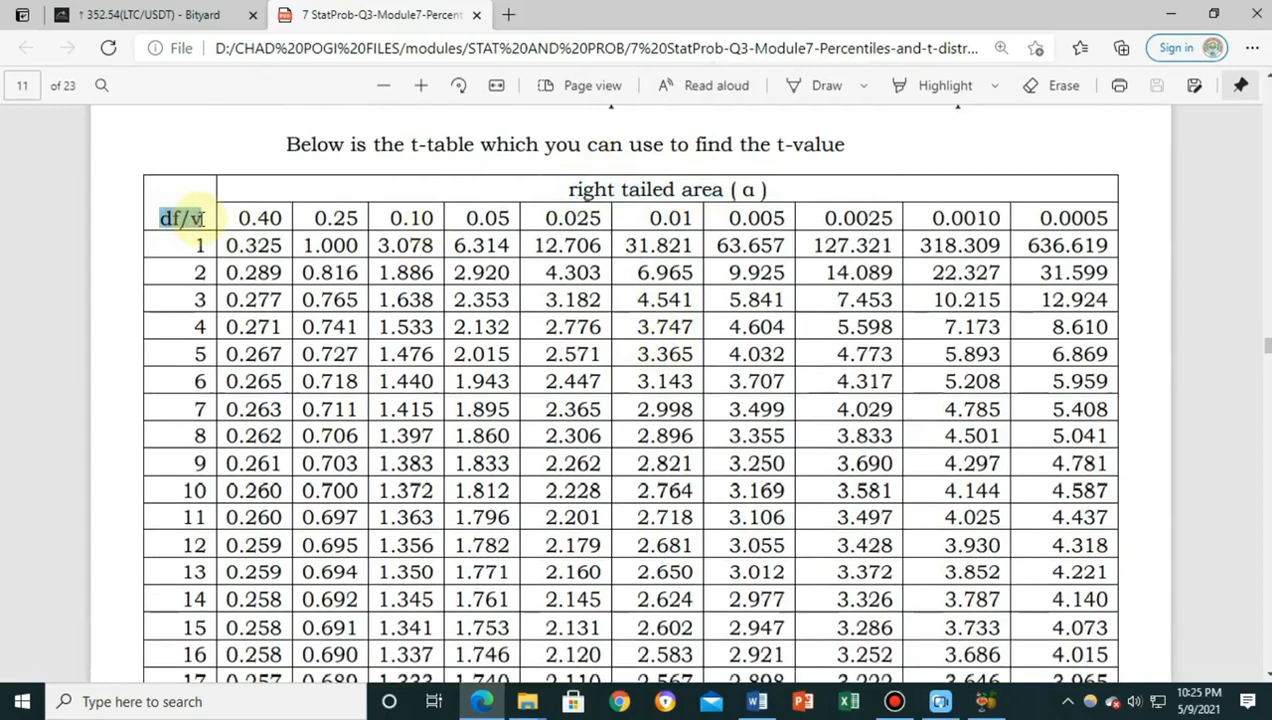 ↑ 352.54(LTC/USDT) - Bityard
7 StatProb-Q3-Module7-Percent
File
D:/CHAD%20POGI%20FILES/modules/STAT%20AND%20PROB/7%20StatProb-Q3-Module7-Percentiles-and-t-distr...
Sign in
11 of 23
Page view
Read aloud
Draw
Highlight
Erase
Below is the t-table which you can use to find the t-value
right tailed area ( α )
df/v 0.40 0.25 0.10 0.05 0.025 0.01 0.005 0.0025 0.0010 0.0005
1 0.325 1.000 3.078 6.314 12.706 31.821 63.657 127.321 318.309 636.619
2 0.289 0.816 1.886 2.920 4.303 6.965 9.925 14.089 22.327 31.599
3 0.277 0.765 1.638 2.353 3.182 4.541 5.841 7.453 10.215 12.924
4 0.271 0.741 1.533 2.132 2.776 3.747 4.604 5.598 7.173 8.610
5 0.267 0.727 1.476 2.015 2.571 3.365 4.032 4.773 5.893 6.869
6 0.265 0.718 1.440 1.943 2.447 3.143 3.707 4.317 5.208 5.959
7 0.263 0.711 1.415 1.895 2.365 2.998 3.499 4.029 4.785 5.408
8 0.262 0.706 1.397 1.860 2.306 2.896 3.355 3.833 4.501 5.041
9 0.261 0.703 1.383 1.833 2.262 2.821 3.250 3.690 4.297 4.781
10 0.260 0.700 1.372 1.812 2.228 2.764 3.169 3.581 4.144 4.587
11 0.260 0.697 1.363 1.796 2.201 2.718 3.106 3.497 4.025 4.437
12 0.259 0.695 1.356 1.782 2.179 2.681 3.055 3.428 3.930 4.318
13 0.259 0.694 1.350 1.771 2.160 2.650 3.012 3.372 3.852 4.221
14 0.258 0.692 1.345 1.761 2.145 2.624 2.977 3.326 3.787 4.140
15 0.258 0.691 1.341 1.753 2.131 2.602 2.947 3.286 3.733 4.073
16 0.258 0.690 1.337 1.746 2.120 2.583 2.921 3.252 3.686 4.015
17 0.257 0.689 1.333 1.740 2.110 2.567 2.898 3.222 3.646 3.965
Type here to search
10:25 PM
5/9/2021